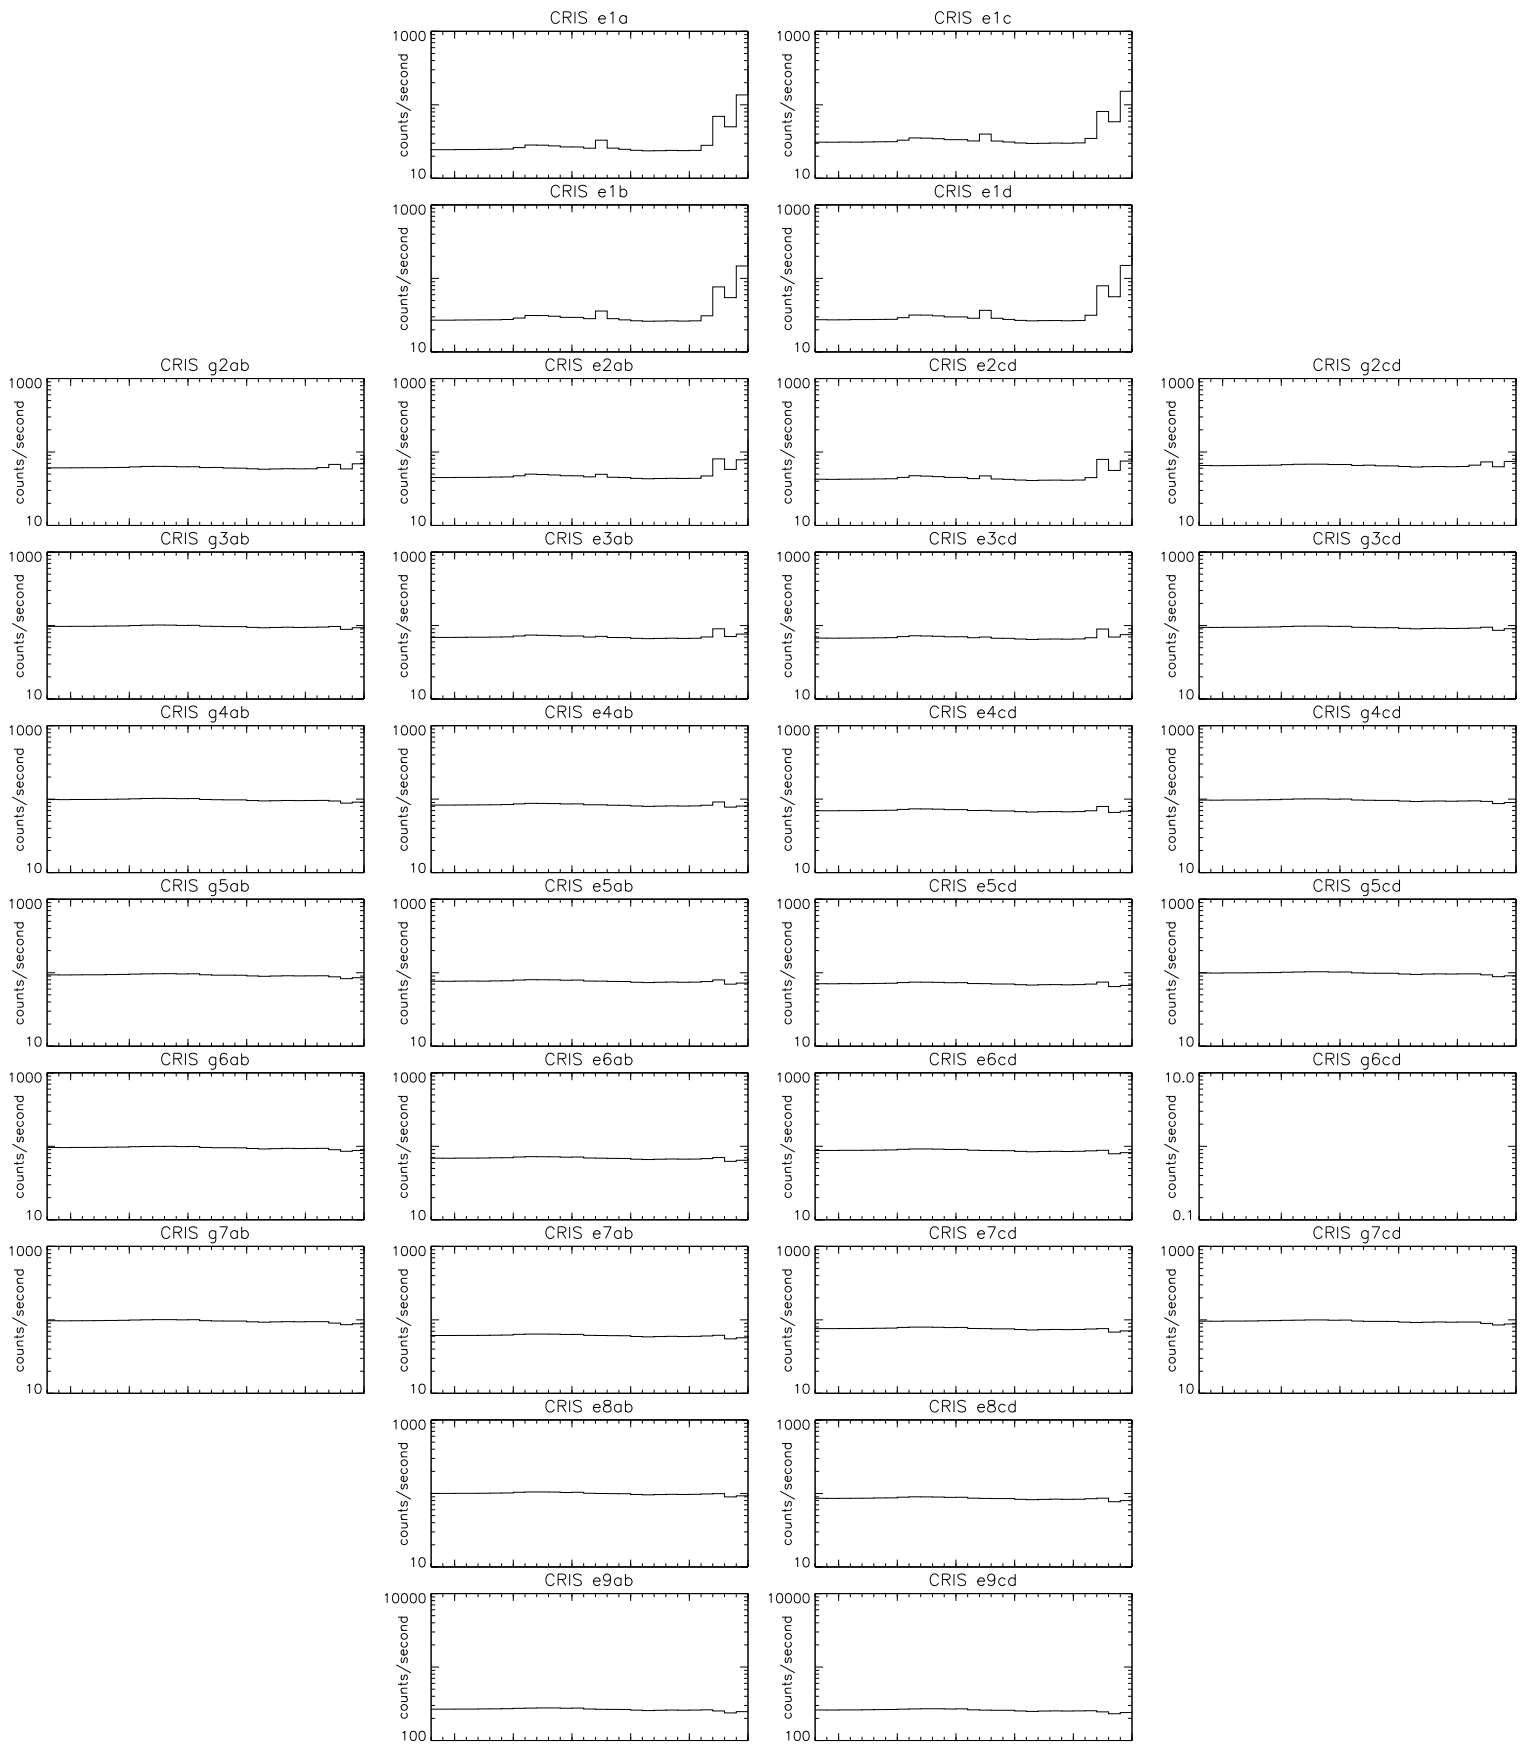 CRIS e1a CRIS e1c
1000 1000
counts/second counts/second
10 10
CRIS e1b CRIS e1d
1000 1000
counts/second counts/second
10 10
CRIS g2ab CRIS e2ab CRIS e2cd CRIS g2cd
1000 1000 1000 1000
counts/second counts/second counts/second counts/second
10 10 10 10
CRIS g3ab CRIS e3ab CRIS e3cd CRIS g3cd
1000 1000 1000 1000
counts/second counts/second counts/second counts/second
10 10 10 10
CRIS g4ab CRIS e4ab CRIS e4cd CRIS g4cd
1000 1000 1000 1000
counts/second counts/second counts/second counts/second
10 10 10 10
CRIS g5ab CRIS e5ab CRIS e5cd CRIS g5cd
1000 1000 1000 1000
counts/second counts/second counts/second counts/second
10 10 10 10
CRIS g6ab CRIS e6ab CRIS e6cd CRIS g6cd
1000 1000 1000 10.0
counts/second counts/second counts/second counts/second
10 10 10 0.1
CRIS g7ab CRIS e7ab CRIS e7cd CRIS g7cd
1000 1000 1000 1000
counts/second counts/second counts/second counts/second
10 10 10 10
CRIS e8ab CRIS e8cd
1000 1000
counts/second counts/second
10 10
CRIS e9ab CRIS e9cd
10000 10000
counts/second counts/second
100 100